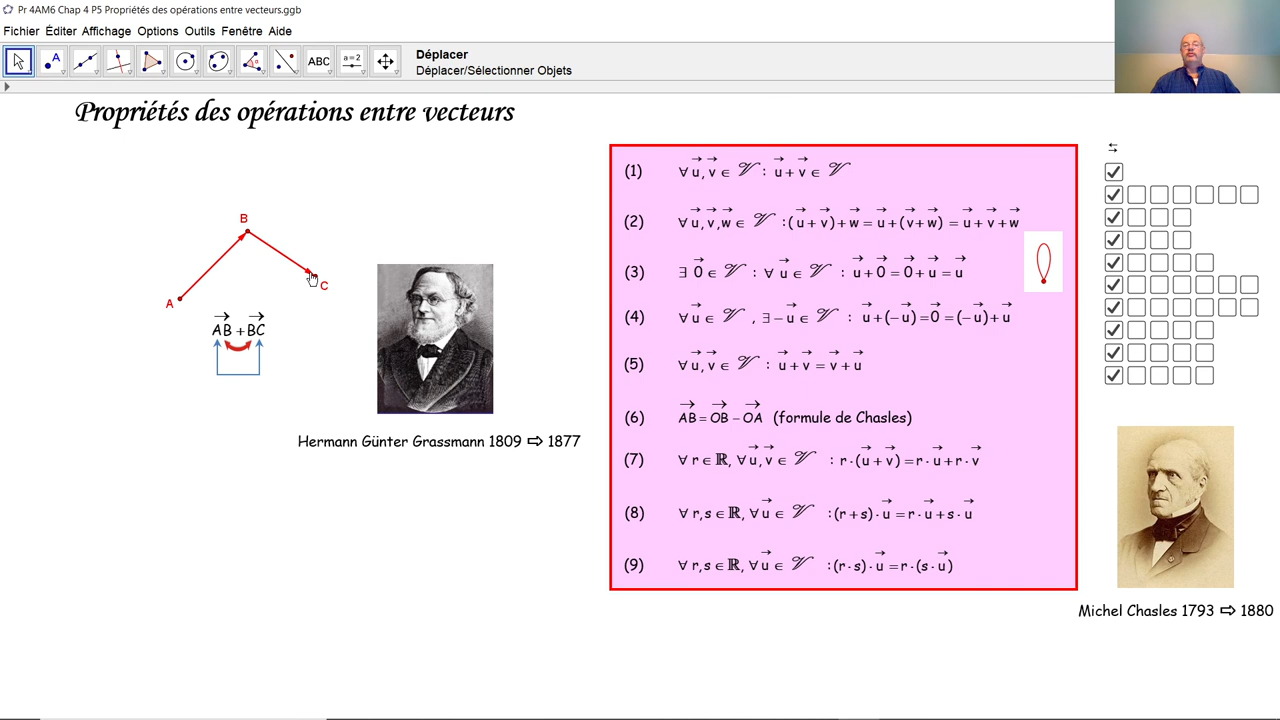 Pr 4AM6 Chap 4 P5 Propriétés des opérations entre vecteurs.ggb
Fichier Éditer Affichage Options Outils Fenêtre Aide
A
α
ABC
a=2
Déplacer
Déplacer/Sélectionner Objets
Propriétés des opérations entre vecteurs
B
A
C
AB⃗ + BC⃗
Hermann Günter Grassmann 1809 ⇨ 1877
(1) ∀ u⃗, v⃗ ∈ 𝒱 : u⃗ + v⃗ ∈ 𝒱
(2) ∀ u⃗, v⃗, w⃗ ∈ 𝒱 : (u⃗ + v⃗) + w⃗ = u⃗ + (v⃗ + w⃗) = u⃗ + v⃗ + w⃗
(3) ∃ 0⃗ ∈ 𝒱 : ∀ u⃗ ∈ 𝒱 : u⃗ + 0⃗ = 0⃗ + u⃗ = u⃗
(4) ∀ u⃗ ∈ 𝒱 , ∃ −u⃗ ∈ 𝒱 : u⃗ + (−u⃗) = 0⃗ = (−u⃗) + u⃗
(5) ∀ u⃗, v⃗ ∈ 𝒱 : u⃗ + v⃗ = v⃗ + u⃗
(6) AB⃗ = OB⃗ − OA⃗ (formule de Chasles)
(7) ∀ r ∈ ℝ, ∀ u⃗, v⃗ ∈ 𝒱 : r · (u⃗ + v⃗) = r · u⃗ + r · v⃗
(8) ∀ r,s ∈ ℝ, ∀ u⃗ ∈ 𝒱 : (r + s) · u⃗ = r · u⃗ + s · u⃗
(9) ∀ r,s ∈ ℝ, ∀ u⃗ ∈ 𝒱 : (r · s) · u⃗ = r · (s · u⃗)
Michel Chasles 1793 ⇨ 1880